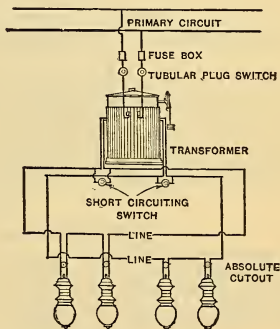 PRIMARY CIRCUIT
FUSE BOX
TUBULAR PLUG SWITCH
TRANSFORMER
SHORT CIRCUITING
SWITCH
LINE
LINE
ABSOLUTE
CUTOUT